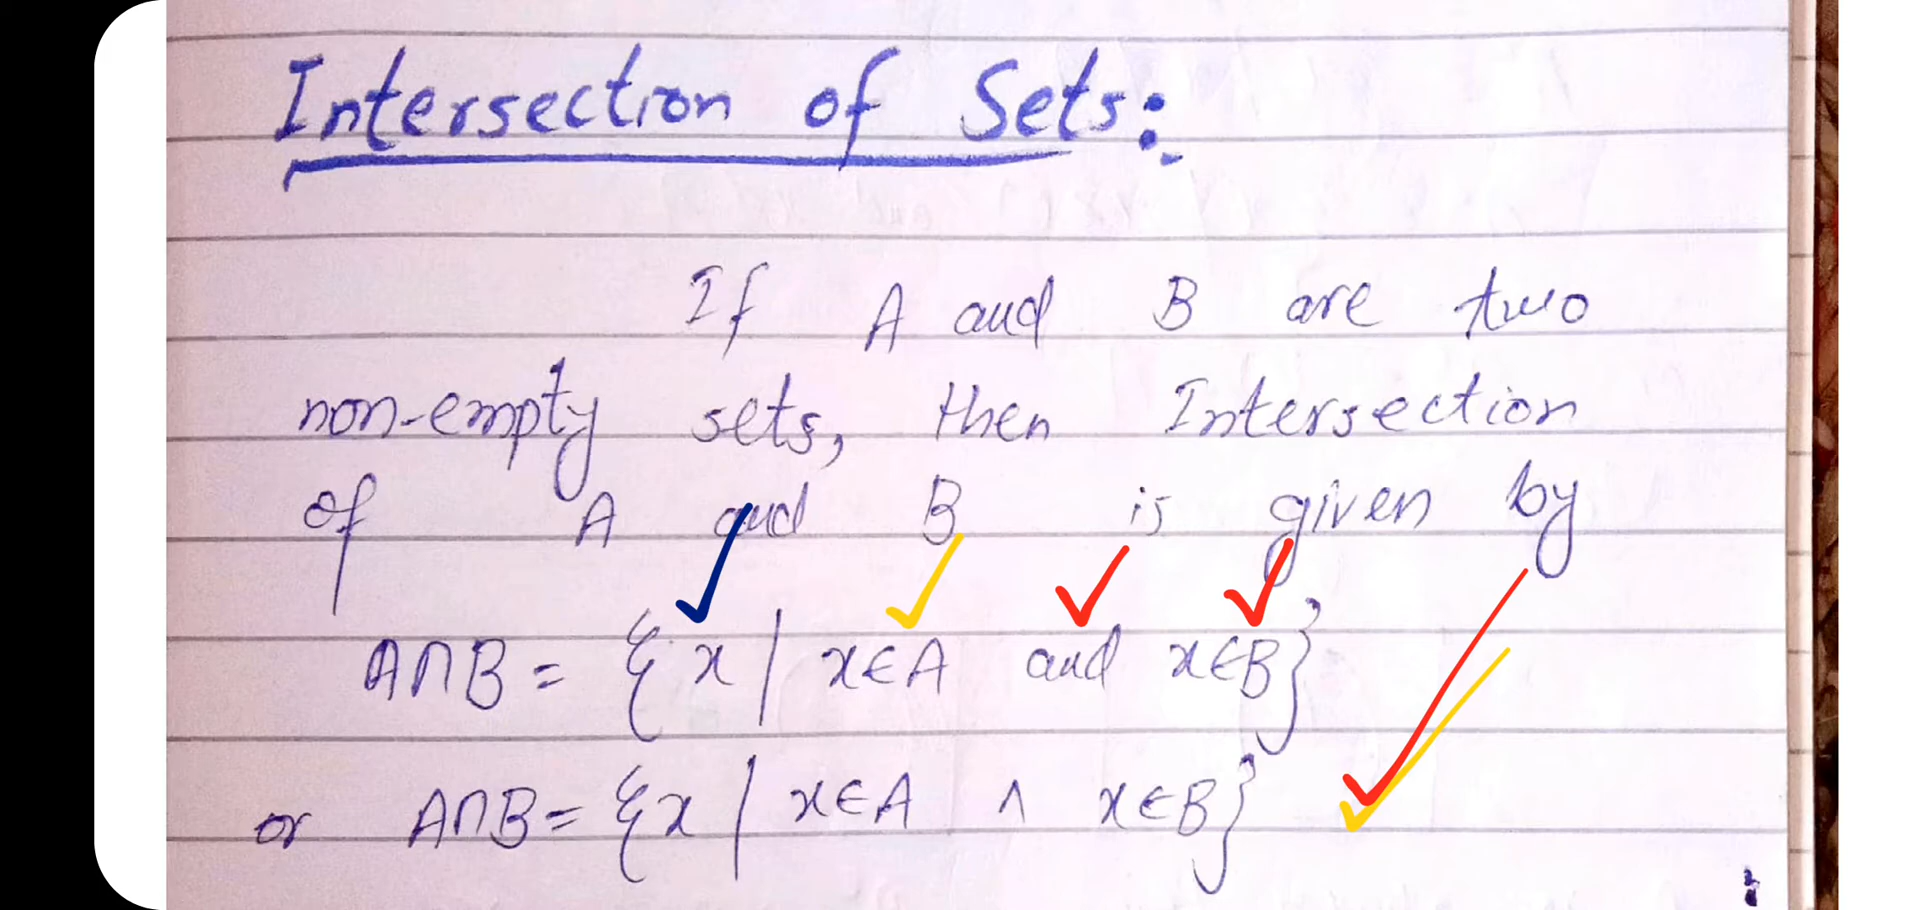 Intersection of Sets:
If A and B are two
non-empty sets, then Intersection
of A and B is given by
A∩B = {x | x∈A and x∈B}
or A∩B = {x | x∈A ∧ x∈B}